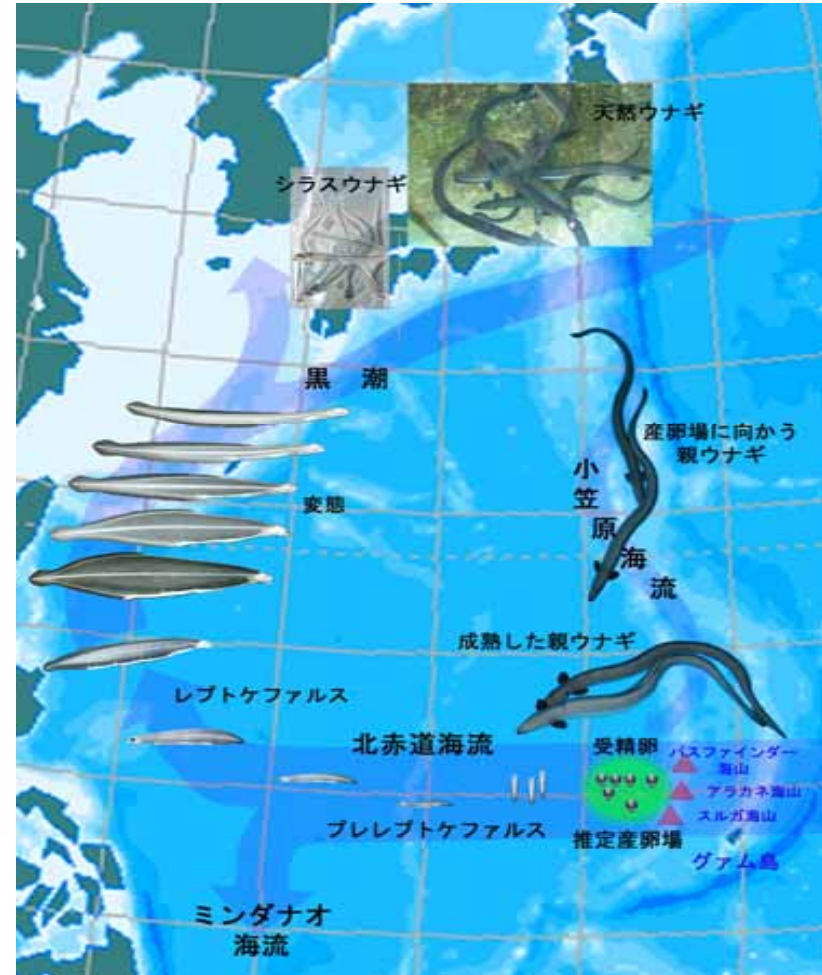 天然ウナギ
シラスウナギ
黒 潮
産卵場に向かう
親ウナギ
小笠原海流
変態
成熟した親ウナギ
レプトケファルス
北赤道海流
受精卵
パスファインダー
海山
アラカネ海山
スルガ海山
プレレプトケファルス
推定産卵場
グァム島
ミンダナオ
海流